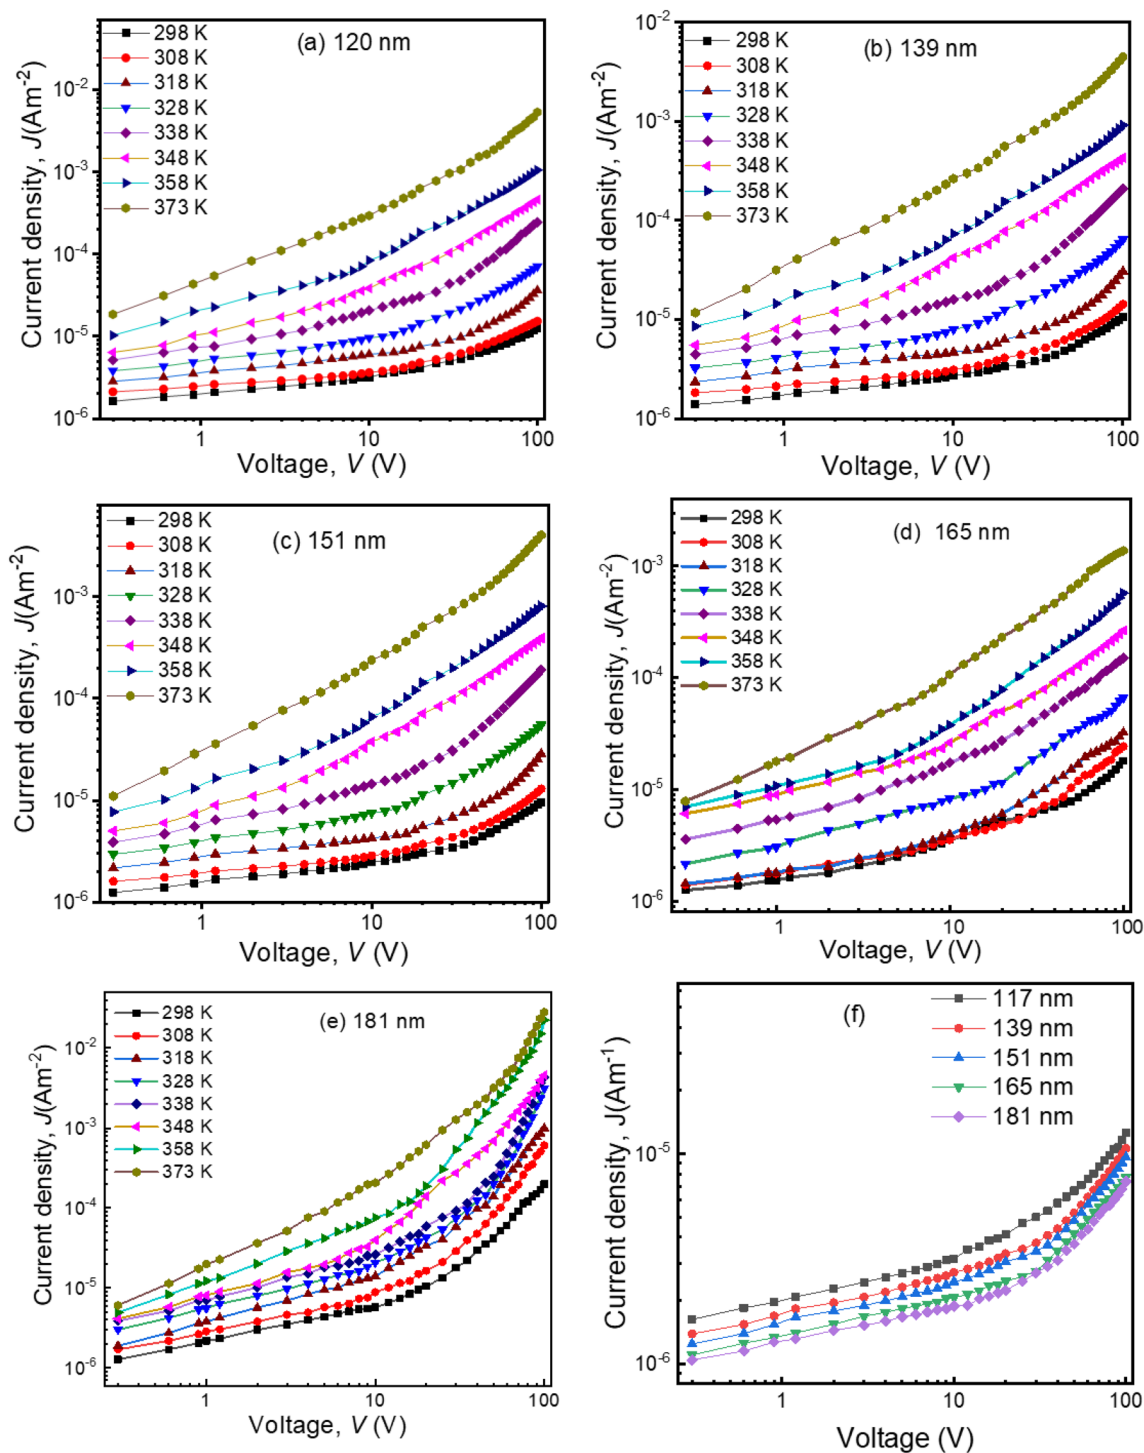 (a) 120 nm
298 K
308 K
318 K
328 K
338 K
348 K
358 K
373 K
Current density, J(Am-2)
10-2
10-3
10-4
10-5
10-6
1
10
100
Voltage, V (V)
(b) 139 nm
298 K
308 K
318 K
328 K
338 K
348 K
358 K
373 K
Current density, J(Am-2)
10-2
10-3
10-4
10-5
10-6
1
10
100
Voltage, V (V)
(c) 151 nm
298 K
308 K
318 K
328 K
338 K
348 K
358 K
373 K
Current density, J(Am-2)
10-3
10-4
10-5
10-6
1
10
100
Voltage, V (V)
(d) 165 nm
298 K
308 K
318 K
328 K
338 K
348 K
358 K
373 K
Current density, J(Am-2)
10-3
10-4
10-5
10-6
1
10
100
Voltage, V (V)
(e) 181 nm
298 K
308 K
318 K
328 K
338 K
348 K
358 K
373 K
Current density, J(Am-2)
10-2
10-3
10-4
10-5
10-6
1
10
100
Voltage, V (V)
(f)
117 nm
139 nm
151 nm
165 nm
181 nm
Current density, J(Am-1)
10-5
10-6
1
10
100
Voltage (V)